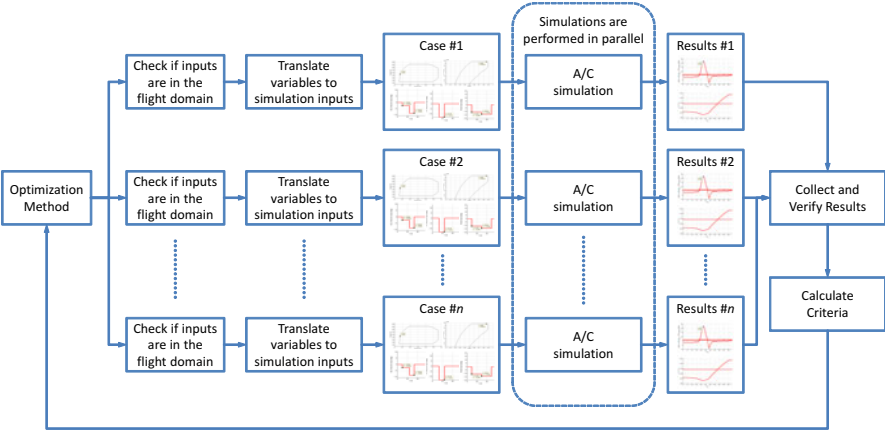 Simulations are
performed in parallel
Check if inputs
are in the
flight domain
Translate
variables to
simulation inputs
Case #1
A/C
simulation
Results #1
Optimization
Method
Check if inputs
are in the
flight domain
Translate
variables to
simulation inputs
Case #2
A/C
simulation
Results #2
Collect and
Verify Results
Check if inputs
are in the
flight domain
Translate
variables to
simulation inputs
Case #n
A/C
simulation
Results #n
Calculate
Criteria